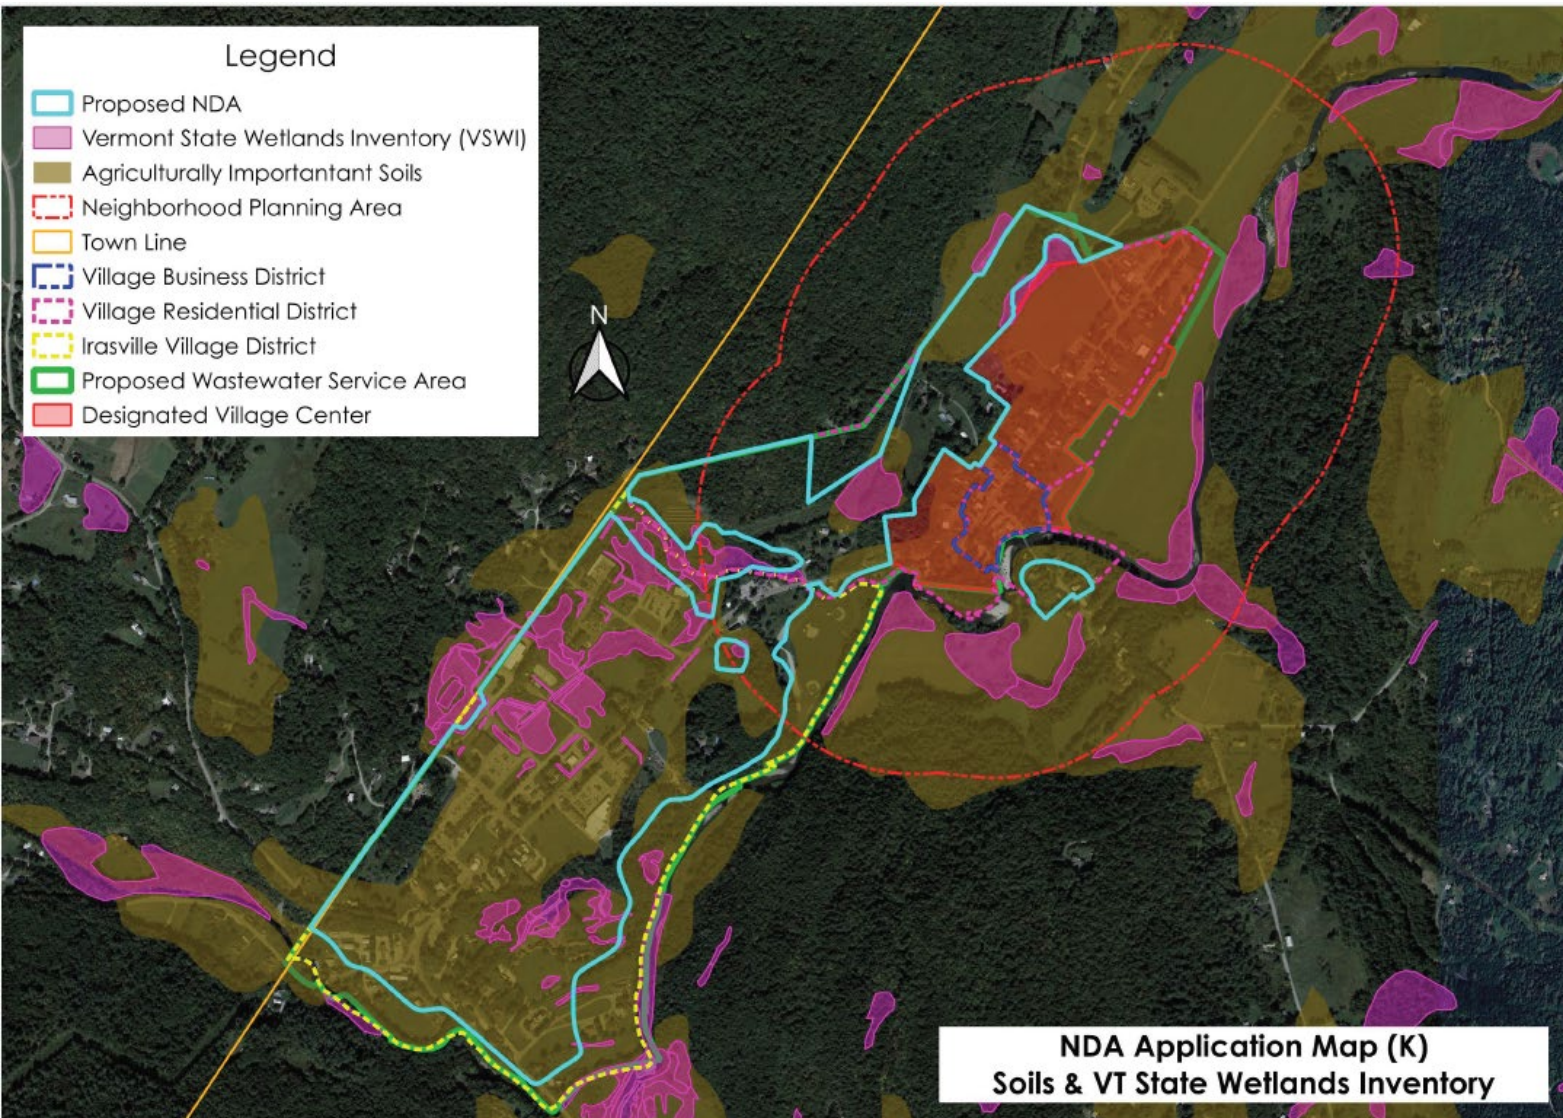 Legend
Proposed NDA
Vermont State Wetlands Inventory (VSWI)
Agriculturally Importantant Soils
Neighborhood Planning Area
Town Line
Village Business District
Village Residential District
Irasville Village District
Proposed Wastewater Service Area
Designated Village Center
N
NDA Application Map (K)
Soils & VT State Wetlands Inventory